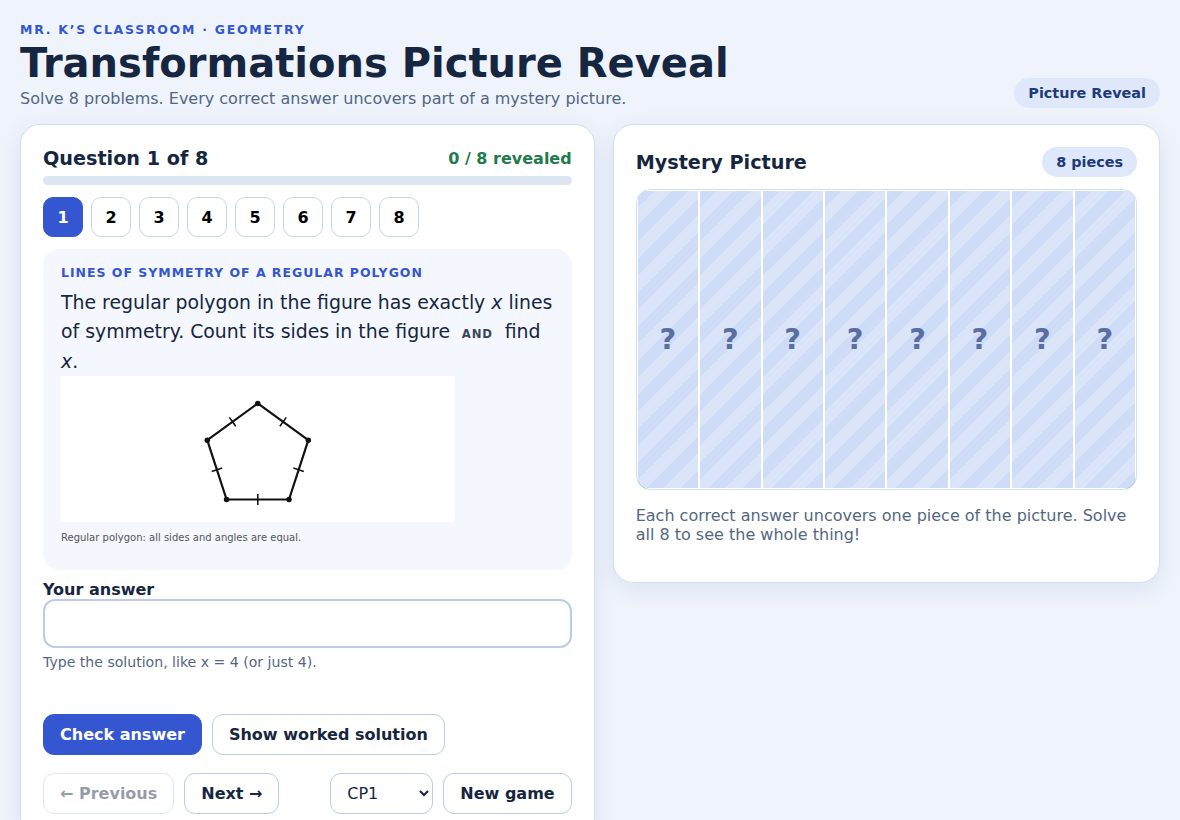 MR. K’S CLASSROOM · GEOMETRY
Transformations Picture Reveal
Solve 8 problems. Every correct answer uncovers part of a mystery picture.
Picture Reveal
Question 1 of 8
0 / 8 revealed
1 2 3 4 5 6 7 8
LINES OF SYMMETRY OF A REGULAR POLYGON
The regular polygon in the figure has exactly x lines
of symmetry. Count its sides in the figure AND find
x.
Regular polygon: all sides and angles are equal.
Your answer
Type the solution, like x = 4 (or just 4).
Check answer
Show worked solution
← Previous
Next →
CP1
New game
Mystery Picture
8 pieces
? ? ? ? ? ? ? ?
Each correct answer uncovers one piece of the picture. Solve
all 8 to see the whole thing!